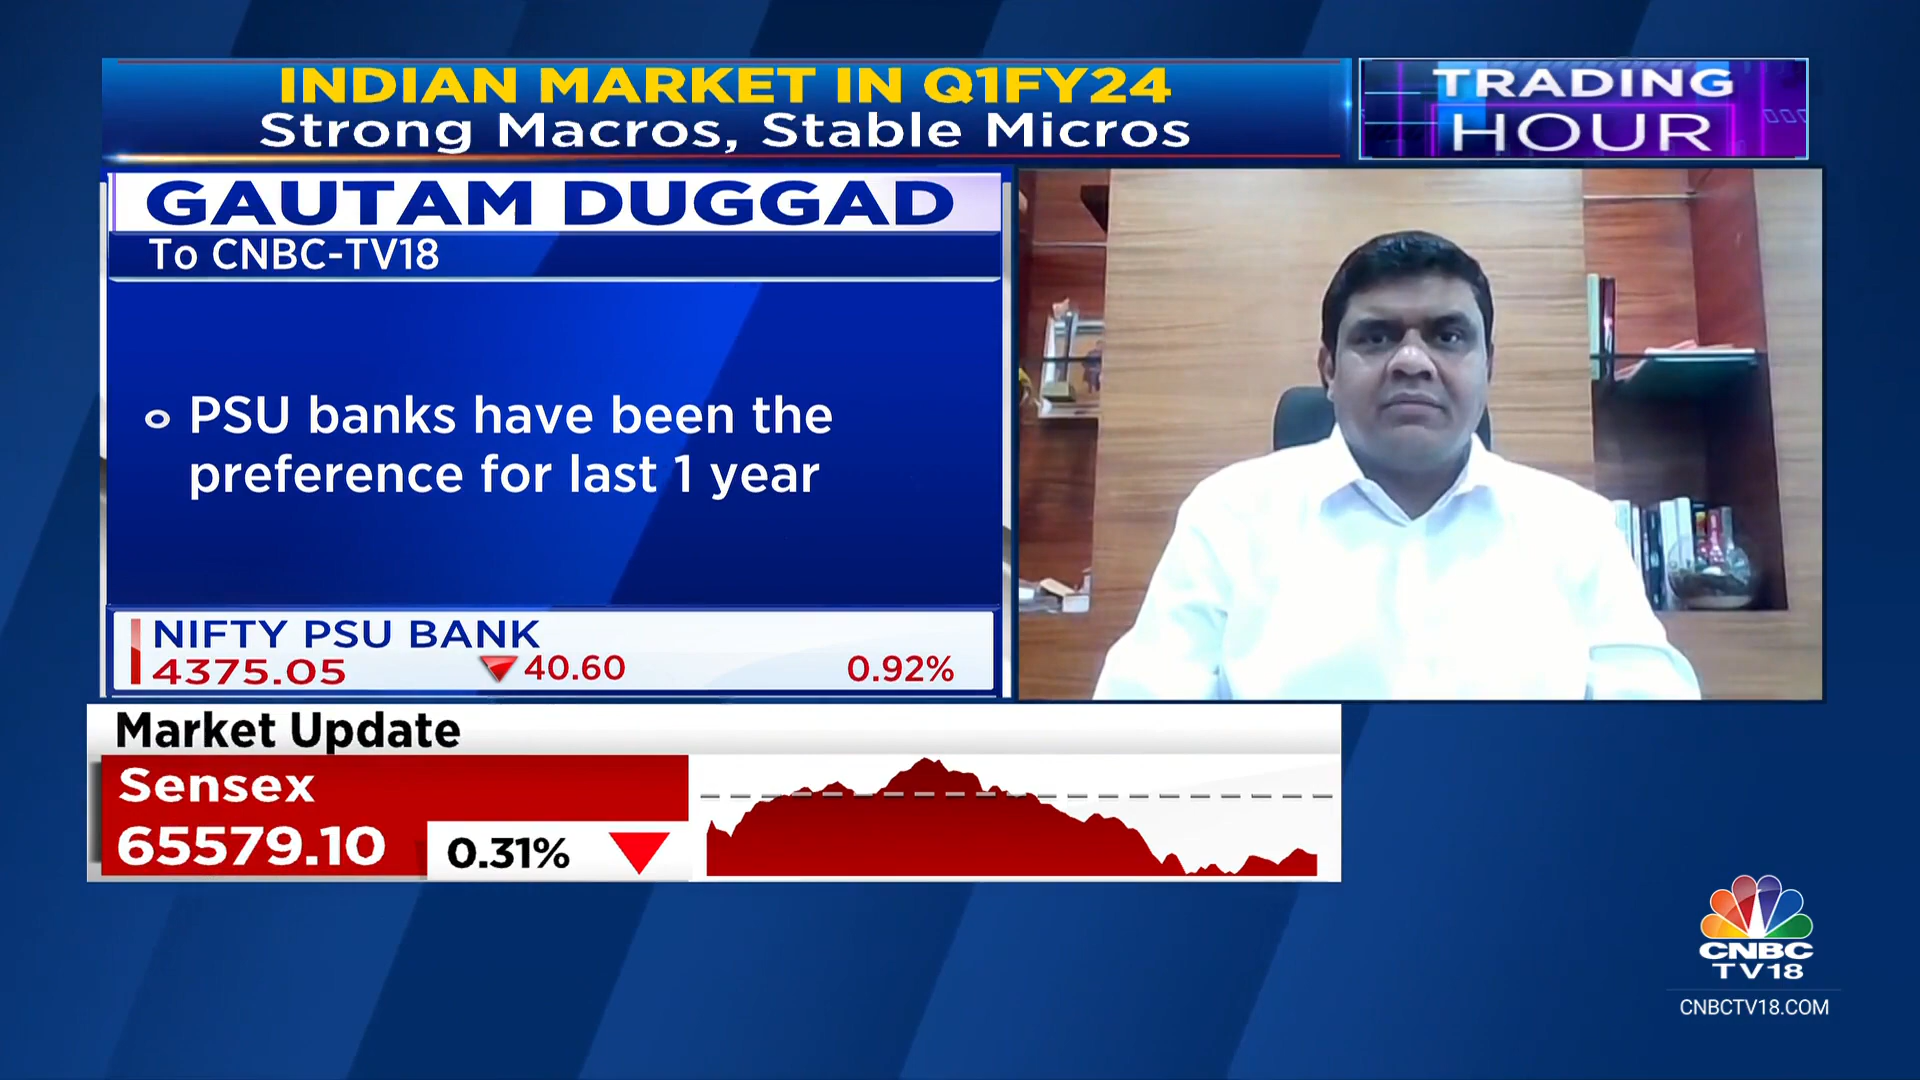 INDIAN MARKET IN Q1FY24
Strong Macros, Stable Micros
TRADING
HOUR
GAUTAM DUGGAD
To CNBC-TV18
PSU banks have been the
preference for last 1 year
NIFTY PSU BANK
4375.05 ▼40.60 0.92%
Market Update
Sensex
65579.10 0.31% ▼
CNBC
TV18
CNBCTV18.COM